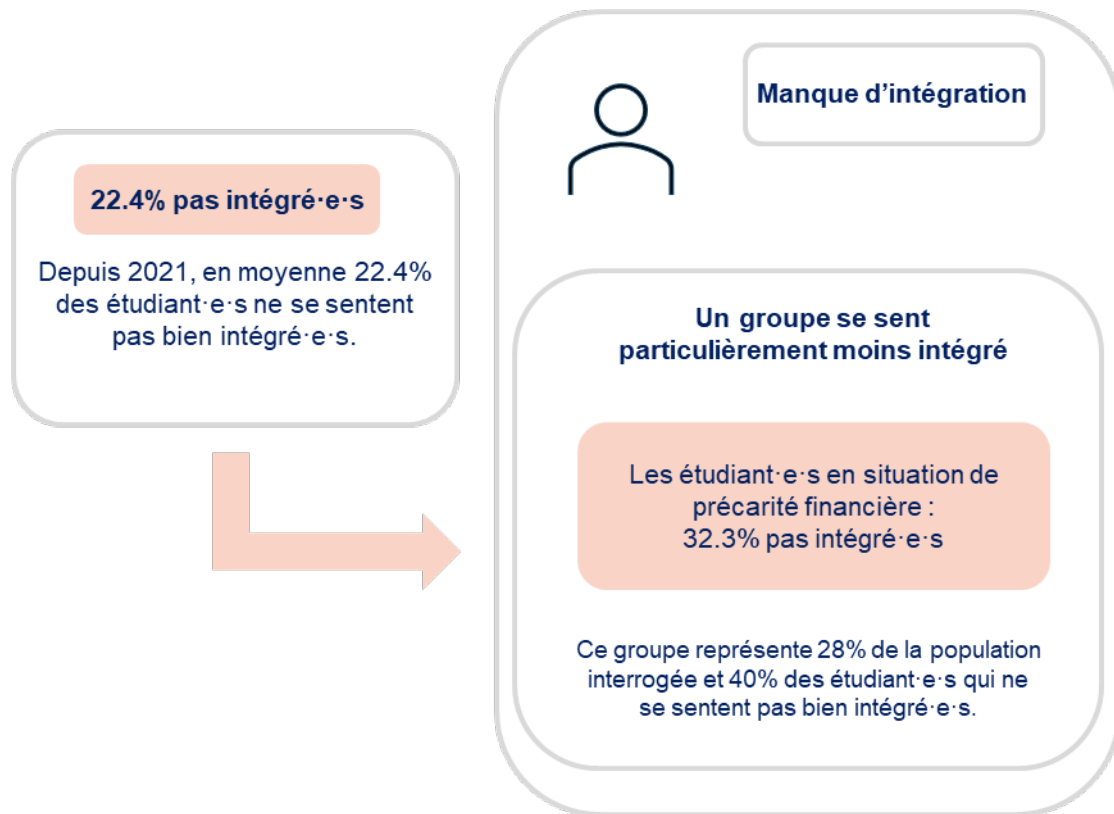 22.4% pas intégré·e·s
Depuis 2021, en moyenne 22.4%
des étudiant·e·s ne se sentent
pas bien intégré·e·s.
Manque d’intégration
Un groupe se sent
particulièrement moins intégré
Les étudiant·e·s en situation de
précarité financière :
32.3% pas intégré·e·s
Ce groupe représente 28% de la population
interrogée et 40% des étudiant·e·s qui ne
se sentent pas bien intégré·e·s.